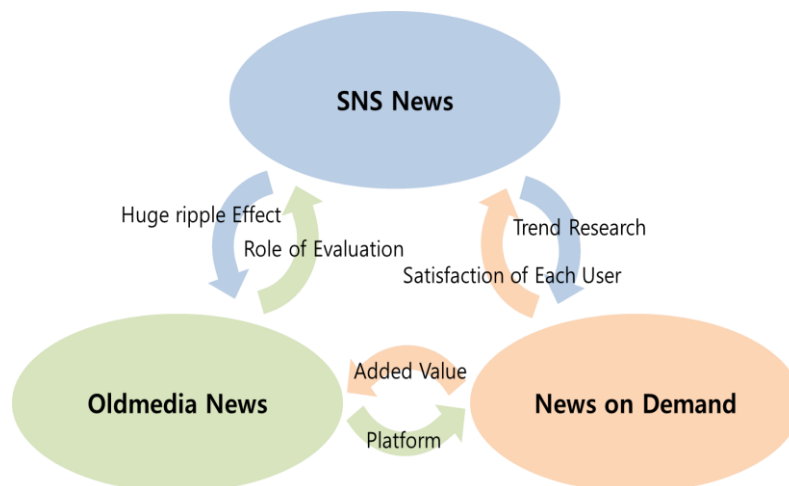 SNS News
Huge ripple Effect
Role of Evaluation
Trend Research
Satisfaction of Each User
Added Value
Oldmedia News
News on Demand
Platform